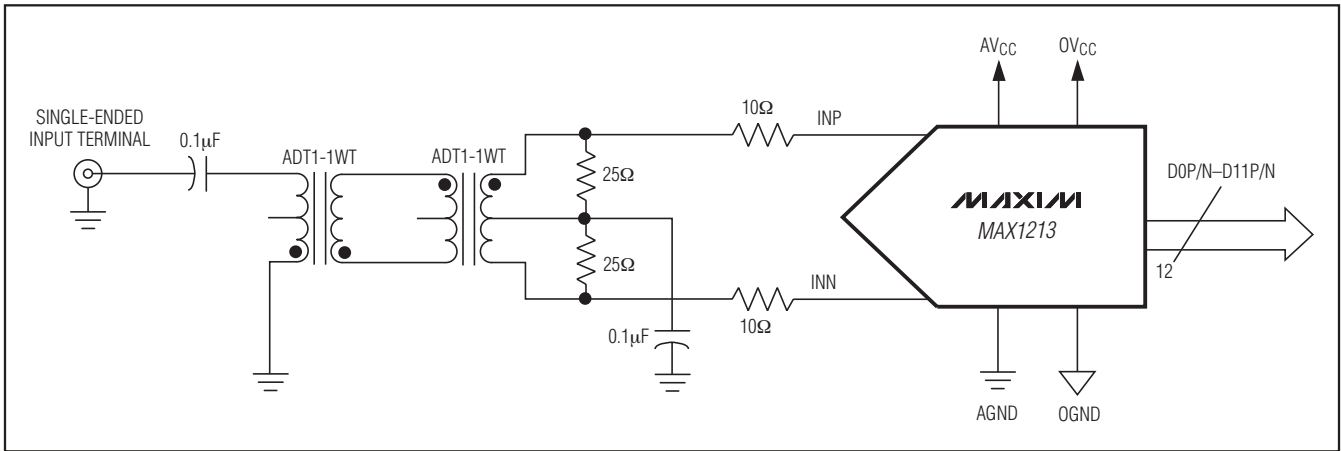 AVCC
OVCC
SINGLE-ENDED
INPUT TERMINAL
0.1µF
ADT1-1WT
ADT1-1WT
10Ω
INP
25Ω
25Ω
D0P/N–D11P/N
MAXIM
MAX1213
12
INN
10Ω
0.1µF
AGND
OGND